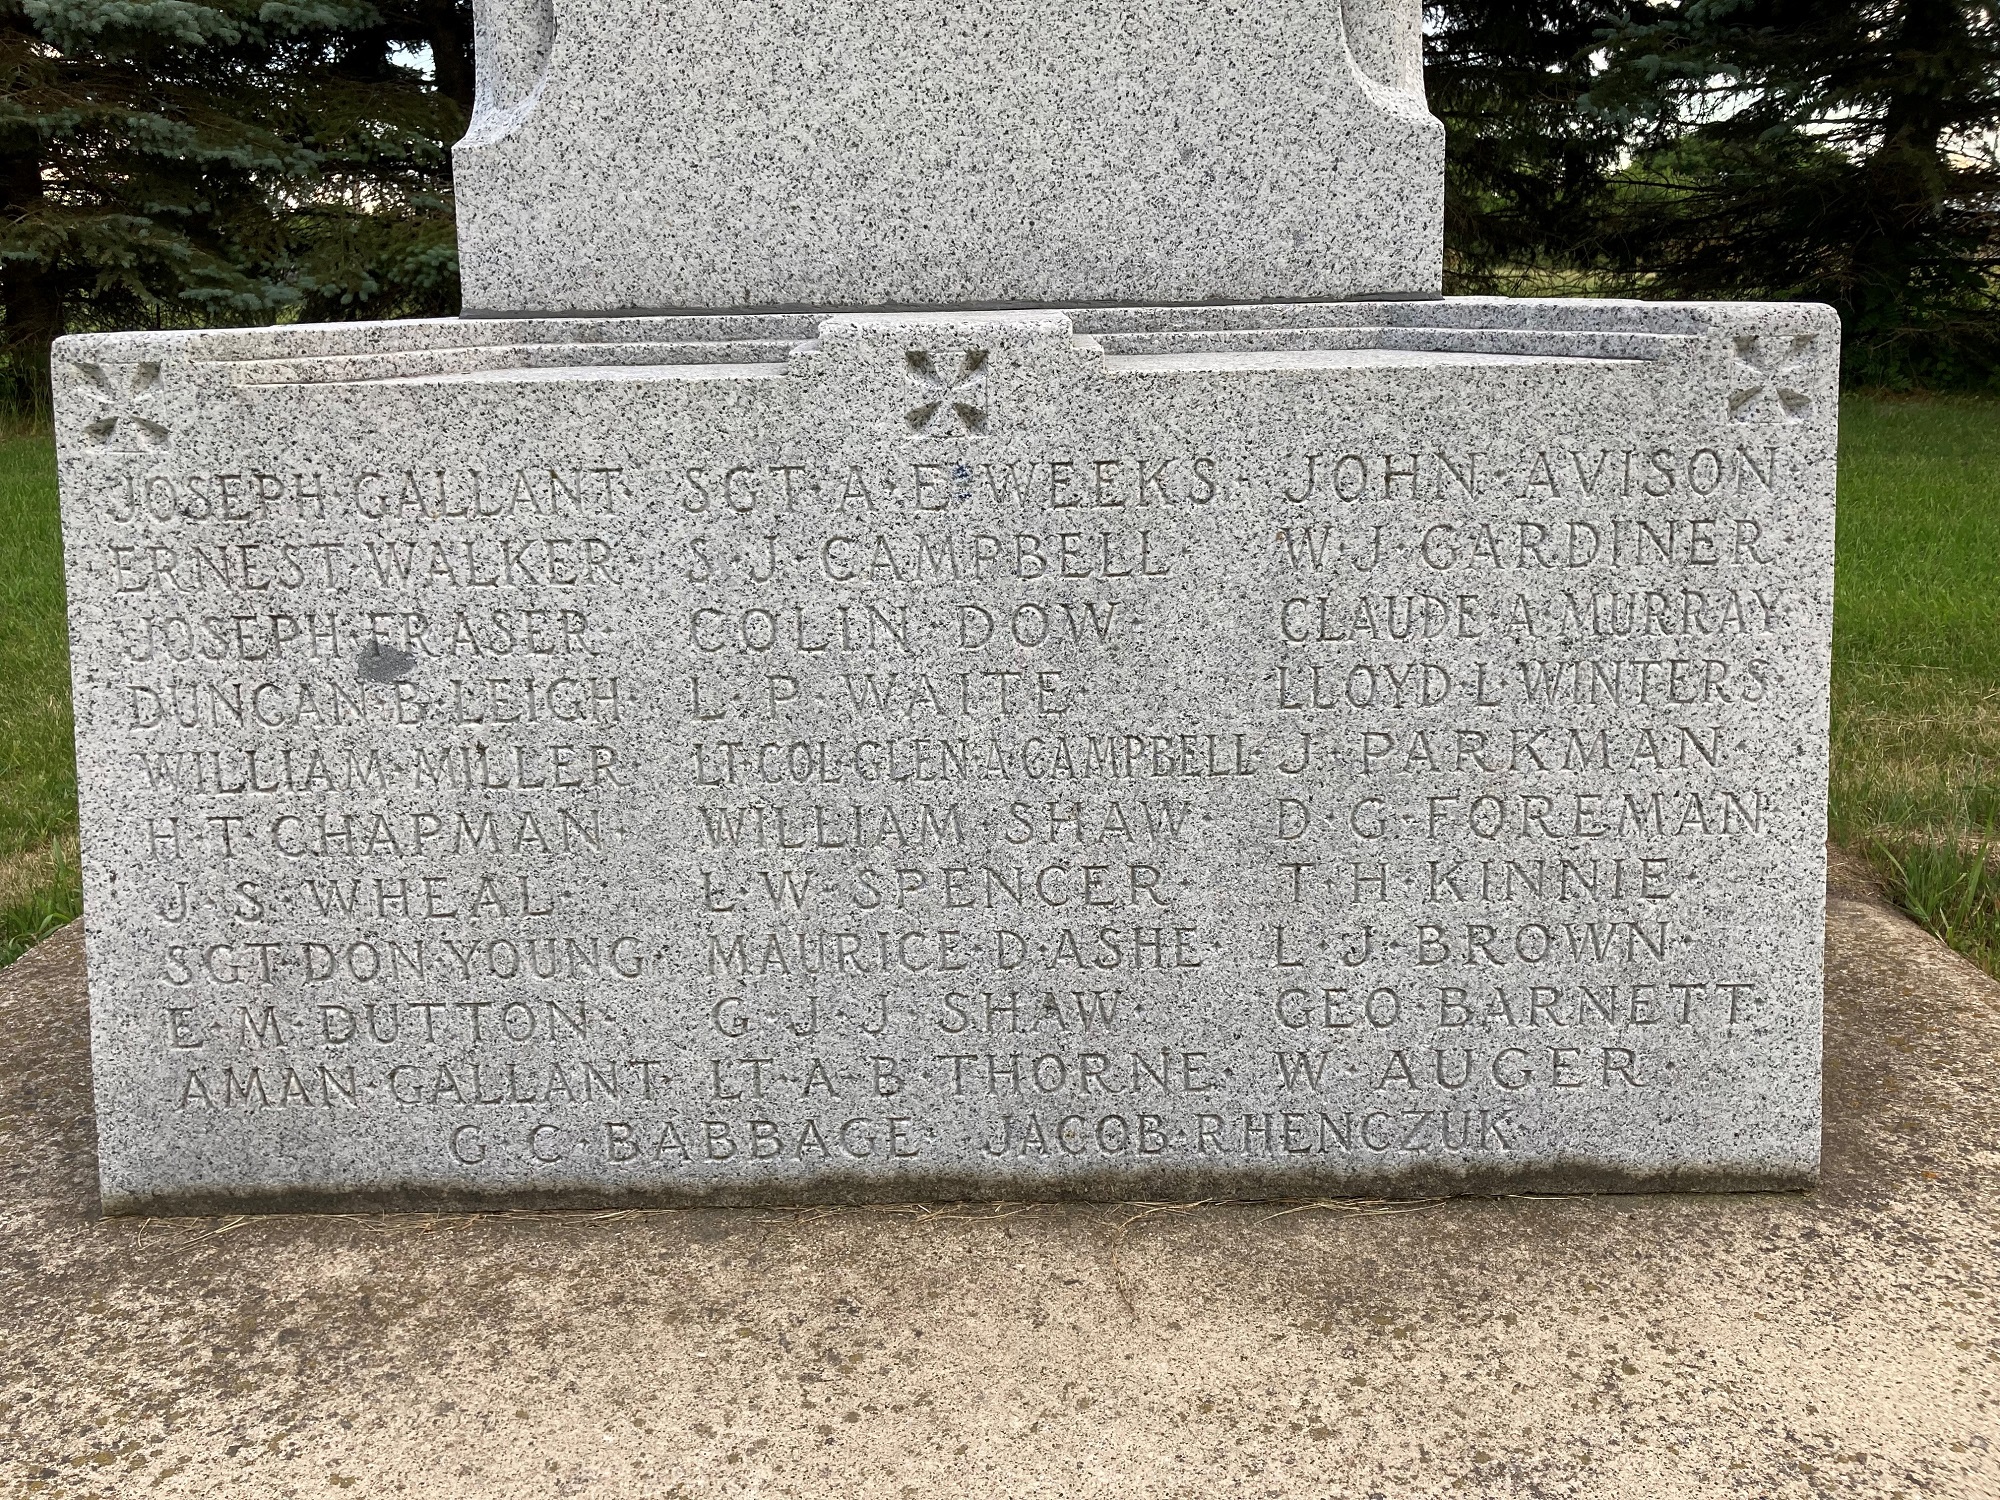 JOSEPH·GALLANT· SGT·A·E·WEEKS· JOHN·AVISON·
ERNEST·WALKER· S·J·CAMPBELL· W·J·GARDINER·
JOSEPH·FRASER· COLIN·DOW· CLAUDE·A·MURRAY·
DUNCAN·B·LEIGH· L·P·WAITE· LLOYD·L·WINTERS·
WILLIAM·MILLER· LT·COL·GLEN·A·CAMPBELL· J·PARKMAN·
H·T·CHAPMAN· WILLIAM·SHAW· D·G·FOREMAN·
J·S·WHEAL· L·W·SPENCER· T·H·KINNIE·
SGT·DON·YOUNG· MAURICE·D·ASHE· L·J·BROWN·
E·M·DUTTON· G·J·J·SHAW· GEO·BARNETT·
AMAN·GALLANT· LT·A·B·THORNE· W·AUGER·
G·C·BABBAGE· JACOB·RHENCZUK·